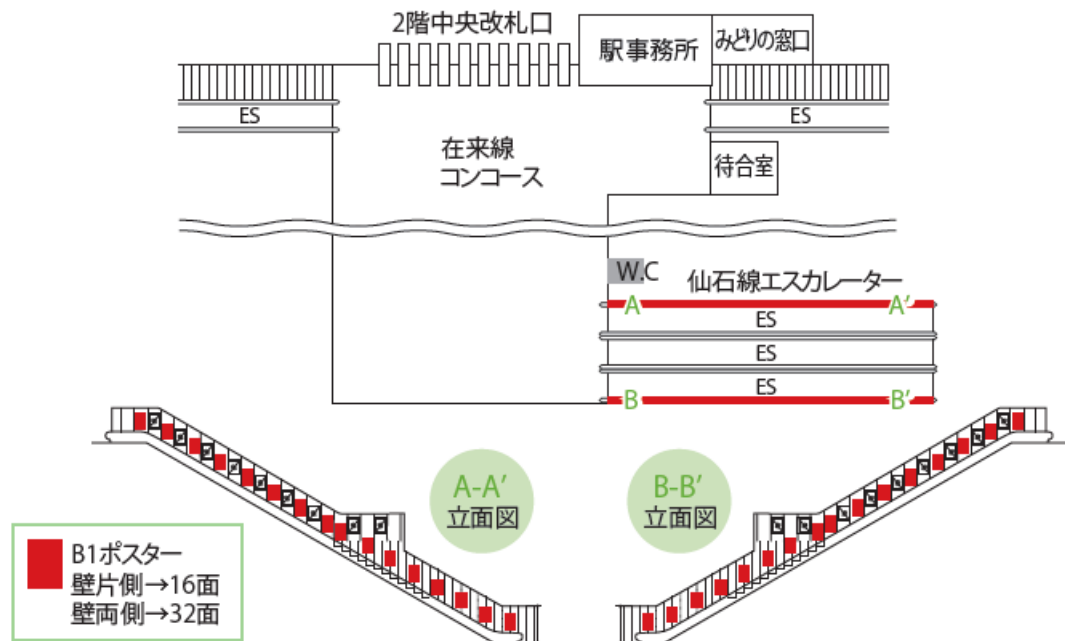 2階中央改札口
駅事務所
みどりの窓口
ES
ES
在来線
コンコース
待合室
W.C
仙石線エスカレーター
A
A'
ES
ES
ES
B
B'
A-A'
立面図
B-B'
立面図
B1ポスター
壁片側→16面
壁両側→32面